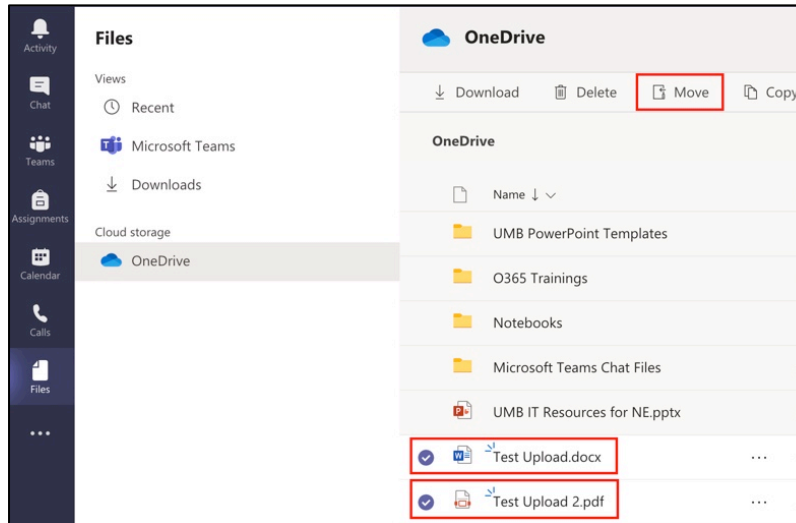 Activity
Chat
Teams
Assignments
Calendar
Calls
Files
Files
Views
Recent
Microsoft Teams
Downloads
Cloud storage
OneDrive
OneDrive
Download Delete Move Copy
OneDrive
Name
UMB PowerPoint Templates
O365 Trainings
Notebooks
Microsoft Teams Chat Files
UMB IT Resources for NE.pptx
Test Upload.docx
Test Upload 2.pdf